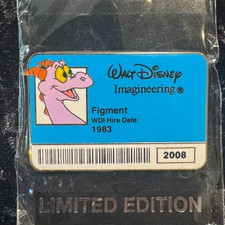 Walt Disney
Imagineering®
Figment
WDI Hire Date
1983
2008
LIMITED EDITION